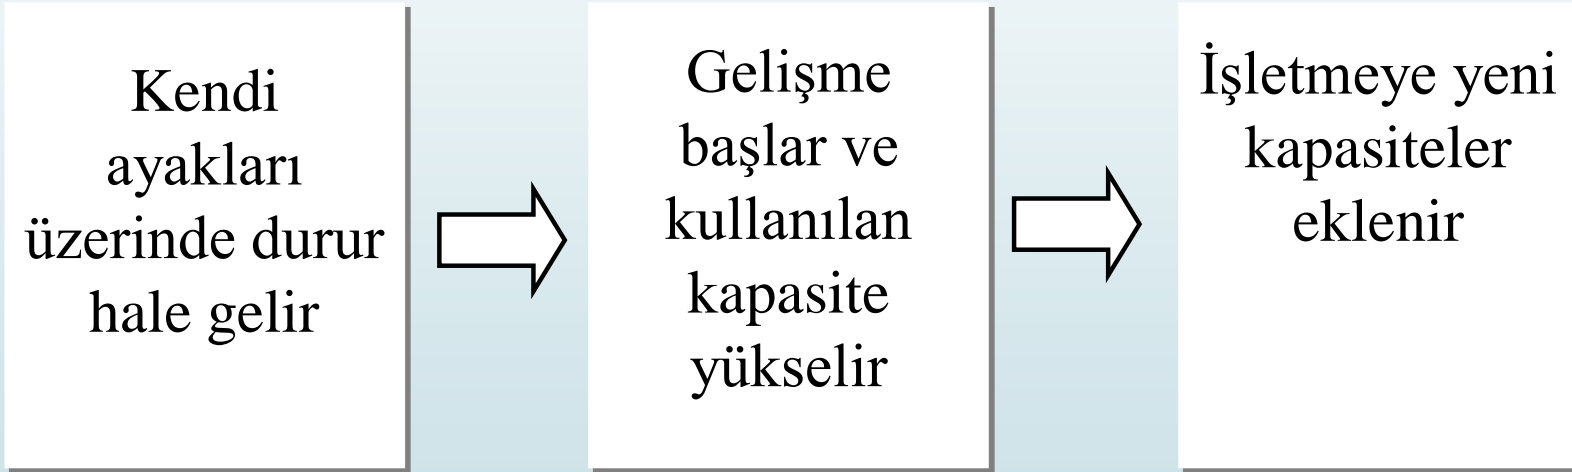 Kendi
ayakları
üzerinde durur
hale gelir
Gelişme
başlar ve
kullanılan
kapasite
yükselir
İşletmeye yeni
kapasiteler
eklenir